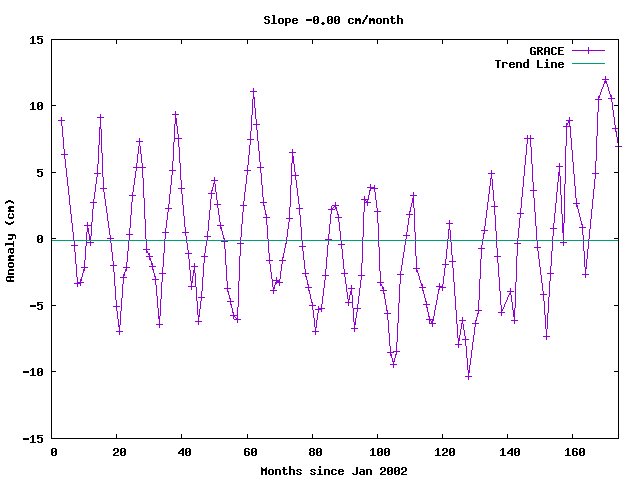 Slope -0.00 cm/month
15
GRACE
Trend Line
10
5
0
-5
-10
-15
Anomaly (cm)
0 20 40 60 80 100 120 140 160
Months since Jan 2002